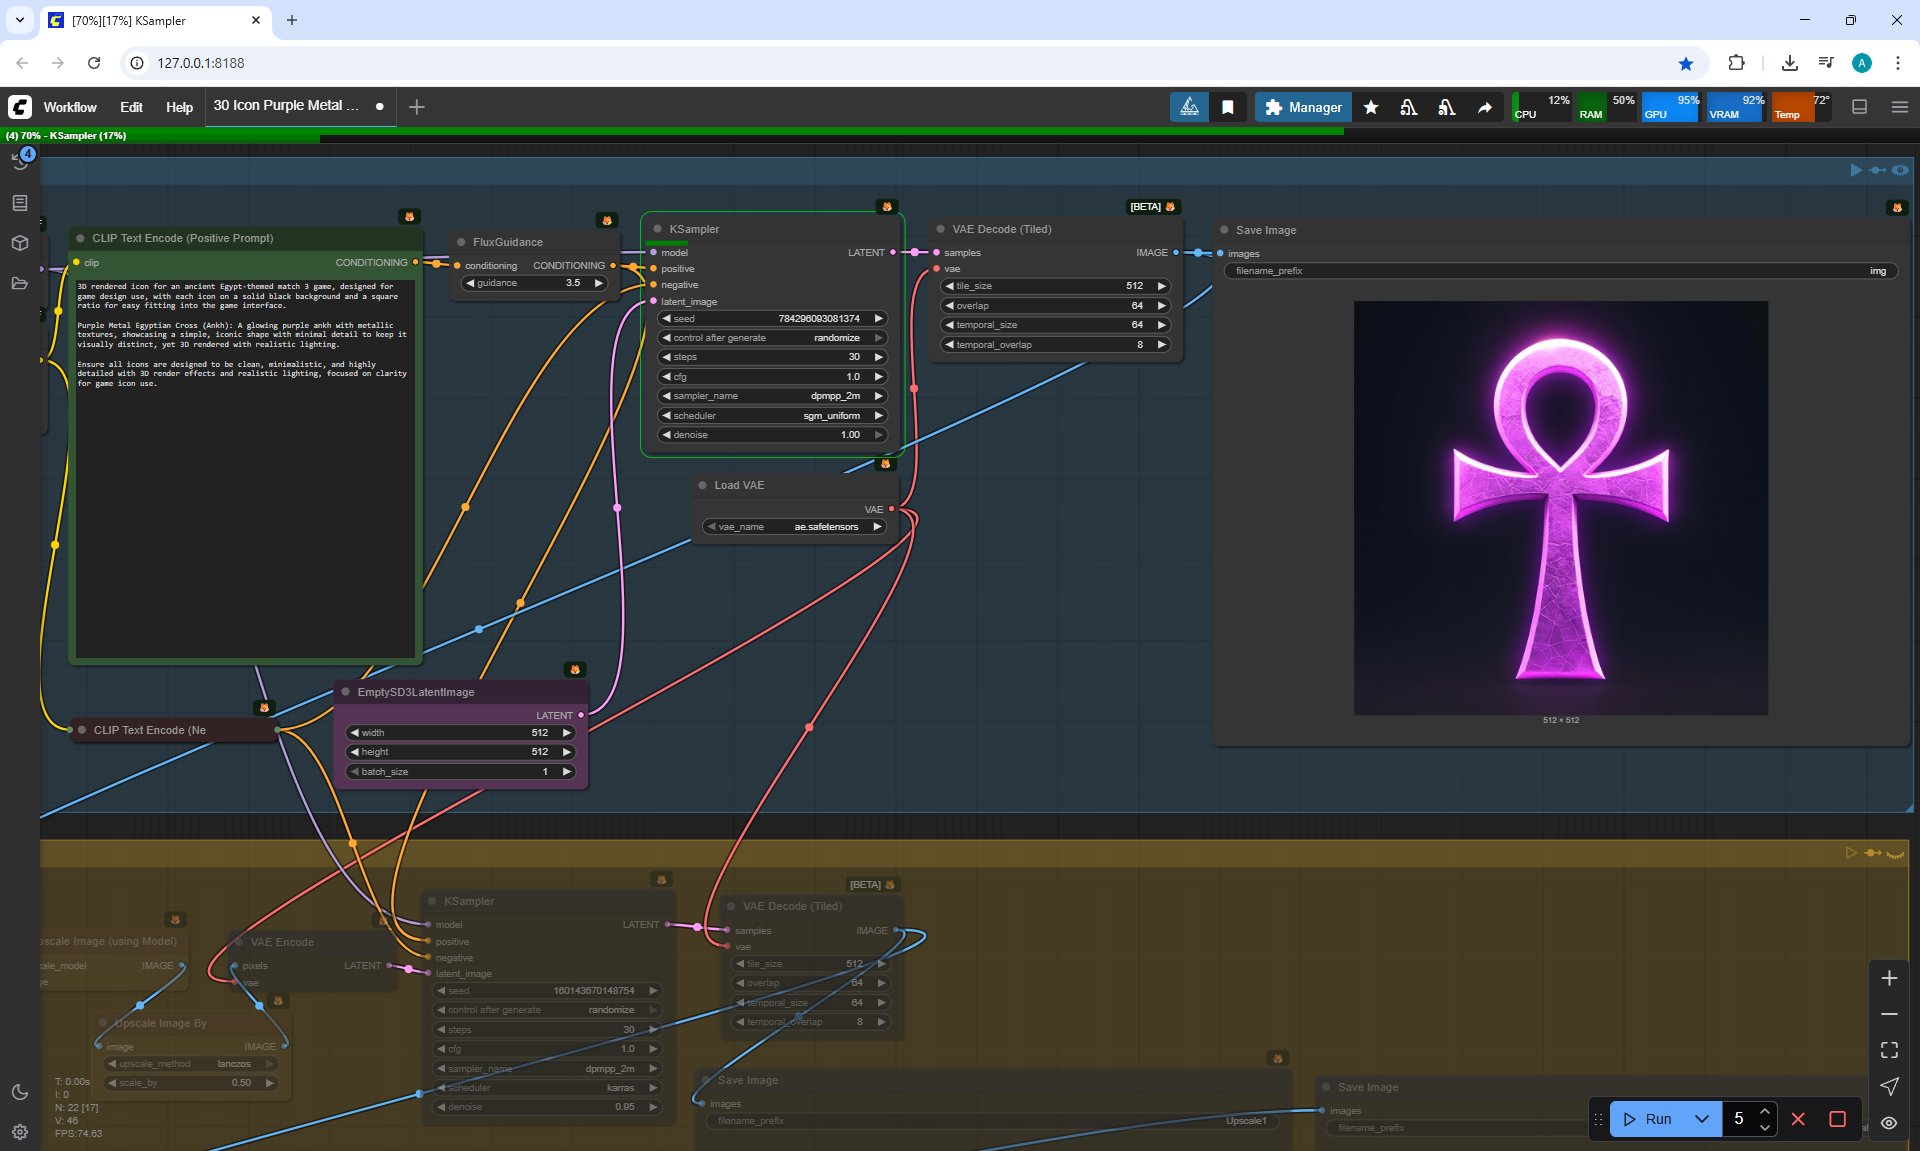 [70%][17%] KSampler
127.0.0.1:8188
A
Workflow
Edit
Help
30 Icon Purple Metal ...
Manager
12%
CPU
50%
RAM
95%
GPU
92%
VRAM
72°
Temp
(4) 70% - KSampler (17%)
4
CLIP Text Encode (Positive Prompt)
clip
CONDITIONING
3D rendered icon for an ancient Egypt-themed match 3 game, designed for
game design use, with each icon on a solid black background and a square
ratio for easy fitting into the game interface.
Purple Metal Egyptian Cross (Ankh): A glowing purple ankh with metallic
textures, showcasing a simple, iconic shape with minimal detail to keep it
visually distinct, yet 3D rendered with realistic lighting.
Ensure all icons are designed to be clean, minimalistic, and highly
detailed with 3D render effects and realistic lighting, focused on clarity
for game icon use.
FluxGuidance
conditioning
CONDITIONING
guidance
3.5
KSampler
model
LATENT
positive
negative
latent_image
seed
784296093081374
control after generate
randomize
steps
30
cfg
1.0
sampler_name
dpmpp_2m
scheduler
sgm_uniform
denoise
1.00
[BETA]
VAE Decode (Tiled)
samples
IMAGE
vae
tile_size
512
overlap
64
temporal_size
64
temporal_overlap
8
Save Image
images
filename_prefix
img
512 × 512
Load VAE
VAE
vae_name
ae.safetensors
EmptySD3LatentImage
LATENT
width
512
height
512
batch_size
1
CLIP Text Encode (Ne
pscale Image (using Model)
ale_model
IMAGE
ge
VAE Encode
pixels
LATENT
vae
Upscale Image By
image
IMAGE
upscale_method
lanczos
scale_by
0.50
KSampler
model
LATENT
positive
negative
latent_image
seed
160143670148754
control after generate
randomize
steps
30
cfg
1.0
sampler_name
dpmpp_2m
scheduler
karras
denoise
0.95
[BETA]
VAE Decode (Tiled)
samples
IMAGE
vae
tile_size
512
overlap
64
temporal_size
64
temporal_overlap
8
Save Image
images
filename_prefix
Upscale1
Save Image
images
filename_prefix
T: 0.00s
I: 0
N: 22 [17]
V: 46
FPS:74.63
Run
5